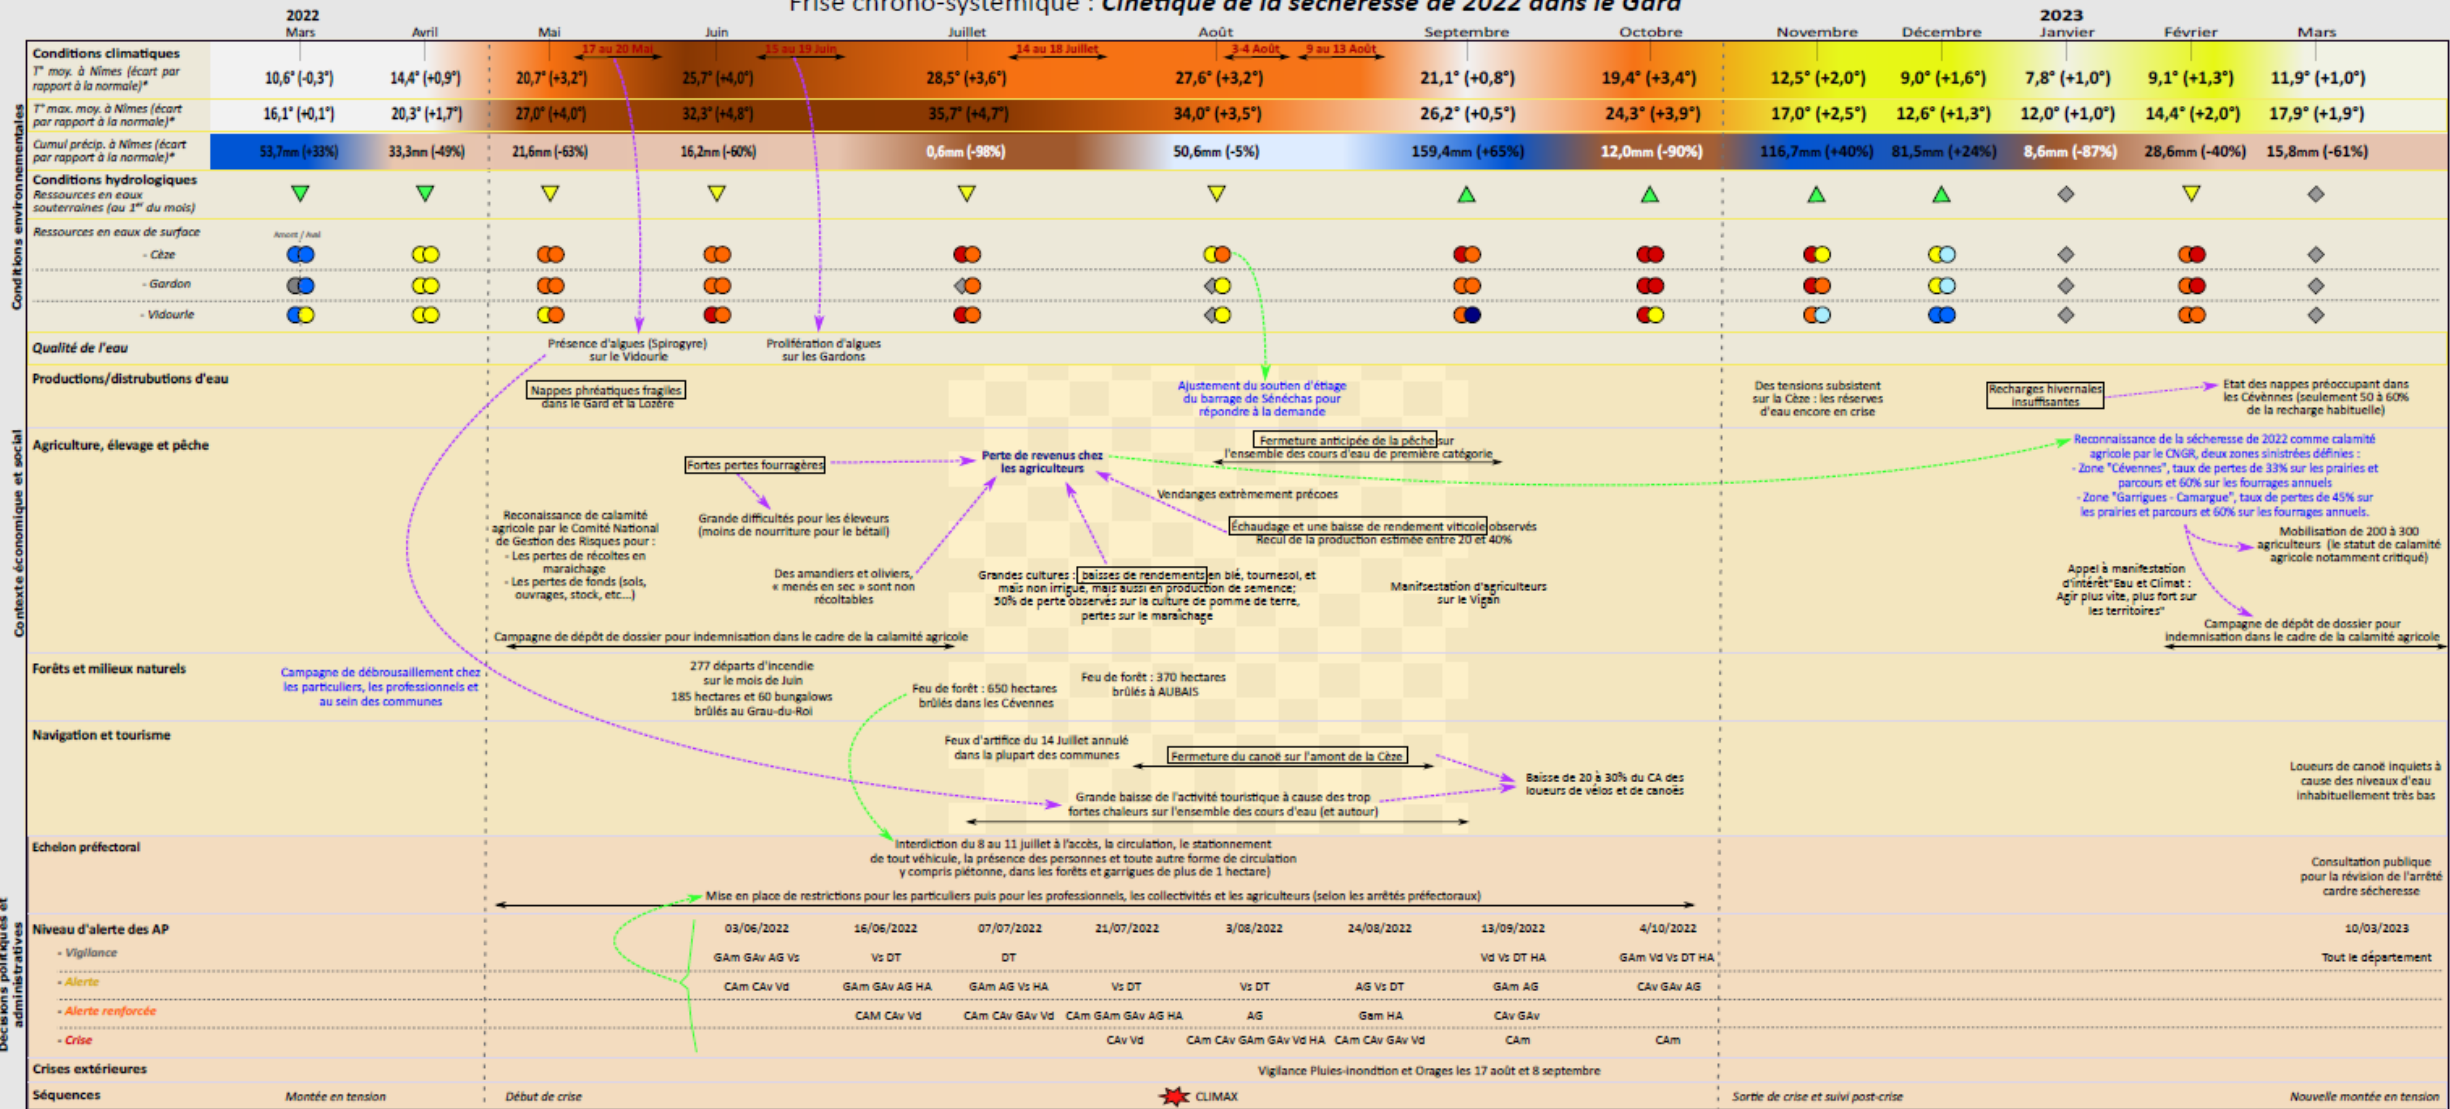 Frise chrono-systémique : Cinétique de la sécheresse de 2022 dans le Gard
2022
2023
Mars
Avril
Mai
Juin
Juillet
Août
Septembre
Octobre
Novembre
Décembre
Janvier
Février
Mars
Conditions environnementales
Conditions climatiques
17 au 20 Mai
15 au 19 Juin
14 au 18 Juillet
3-4 Août
9 au 13 Août
T° moy. à Nîmes (écart par
rapport à la normale)*
10,6° (-0,3°)
14,4° (+0,9°)
20,7° (+3,2°)
25,7° (+4,0°)
28,5° (+3,6°)
27,6° (+3,2°)
21,1° (+0,8°)
19,4° (+3,4°)
12,5° (+2,0°)
9,0° (+1,6°)
7,8° (+1,0°)
9,1° (+1,3°)
11,9° (+1,0°)
T° max. moy. à Nîmes (écart
par rapport à la normale)*
16,1° (+0,1°)
20,3° (+1,7°)
27,0° (+4,0°)
32,3° (+4,8°)
35,7° (+4,7°)
34,0° (+3,5°)
26,2° (+0,5°)
24,3° (+3,9°)
17,0° (+2,5°)
12,6° (+1,3°)
12,0° (+1,0°)
14,4° (+2,0°)
17,9° (+1,9°)
Cumul précip. à Nîmes (écart
par rapport à la normale)*
53,7mm (+33%)
33,3mm (-49%)
21,6mm (-63%)
16,2mm (-60%)
0,6mm (-98%)
50,6mm (-5%)
159,4mm (+65%)
12,0mm (-90%)
116,7mm (+40%)
81,5mm (+24%)
8,6mm (-87%)
28,6mm (-40%)
15,8mm (-61%)
Conditions hydrologiques
Ressources en eaux
souterraines (au 1er du mois)
Ressources en eaux de surface
Amont / Aval
- Cèze
- Gardon
- Vidourle
Qualité de l'eau
Présence d'algues (Spirogyre)
sur le Vidourle
Prolifération d'algues
sur les Gardons
Contexte économique et social
Productions/distrubutions d'eau
Nappes phréatiques fragiles
dans le Gard et la Lozère
Ajustement du soutien d'étiage
du barrage de Sénéchas pour
répondre à la demande
Des tensions subsistent
sur la Cèze : les réserves
d'eau encore en crise
Recharges hivernales
insuffisantes
Etat des nappes préoccupant dans
les Cévènnes (seulement 50 à 60%
de la recharge habituelle)
Agriculture, élevage et pêche
Fortes pertes fourragères
Perte de revenus chez
les agriculteurs
Fermeture anticipée de la pêche sur
l'ensemble des cours d'eau de première catégorie
Vendanges extrèmement précoes
Échaudage et une baisse de rendement viticole observés
Recul de la production estimée entre 20 et 40%
Reconnaissance de la sécheresse de 2022 comme calamité
agricole par le CNGR, deux zones sinistrées définies :
- Zone "Cévennes", taux de pertes de 33% sur les prairies et
parcours et 60% sur les fourrages annuels
- Zone "Garrigues - Camargue", taux de pertes de 45% sur
les prairies et parcours et 60% sur les fourrages annuels.
Reconaissance de calamité
agricole par le Comité National
de Gestion des Risques pour :
- Les pertes de récoltes en
maraichage
- Les pertes de fonds (sols,
ouvrages, stock, etc...)
Grande difficultés pour les éleveurs
(moins de nourriture pour le bétail)
Des amandiers et oliviers,
« menés en sec » sont non
récoltables
Grandes cultures : baisses de rendements en blé, tournesol, et
maïs non irrigué, mais aussi en production de semence;
50% de perte observés sur la culture de pomme de terre,
pertes sur le maraîchage
Manifsestation d'agriculteurs
sur le Vigan
Mobilisation de 200 à 300
agriculteurs (le statut de calamité
agricole notamment critiqué)
Appel à manifestation
d'intérêt"Eau et Climat :
Agir plus vite, plus fort sur
les territoires"
Campagne de dépôt de dossier pour
indemnisation dans le cadre de la calamité agricole
Campagne de dépôt de dossier pour indemnisation dans le cadre de la calamité agricole
Forêts et milieux naturels
Campagne de débrousaillement chez
les particuliers, les professionnels et
au sein des communes
277 départs d'incendie
sur le mois de Juin
185 hectares et 60 bungalows
brûlés au Grau-du-Roi
Feu de forêt : 650 hectares
brûlés dans les Cévennes
Feu de forêt : 370 hectares
brûlés à AUBAIS
Navigation et tourisme
Feux d'artifice du 14 Juillet annulé
dans la plupart des communes
Fermeture du canoë sur l'amont de la Cèze
Baisse de 20 à 30% du CA des
loueurs de vélos et de canoës
Grande baisse de l'activité touristique à cause des trop
fortes chaleurs sur l'ensemble des cours d'eau (et autour)
Loueurs de canoë inquiets à
cause des niveaux d'eau
inhabituellement très bas
Décisions politiques et
administratives
Echelon préfectoral
Interdiction du 8 au 11 juillet à l'accès, la circulation, le stationnement
de tout véhicule, la présence des personnes et toute autre forme de circulation
y compris piétonne, dans les forêts et garrigues de plus de 1 hectare)
Mise en place de restrictions pour les particuliers puis pour les professionnels, les collectivités et les agriculteurs (selon les arrêtés préfectoraux)
Consultation publique
pour la révision de l'arrêté
cardre sécheresse
Niveau d'alerte des AP
03/06/2022
16/06/2022
07/07/2022
21/07/2022
3/08/2022
24/08/2022
13/09/2022
4/10/2022
10/03/2023
- Vigilance
GAm GAv AG Vs
Vs DT
DT
Vd Vs DT HA
GAm Vd Vs DT HA
Tout le département
- Alerte
CAm CAv Vd
GAm GAv AG HA
GAm AG Vs HA
Vs DT
Vs DT
AG Vs DT
GAm AG
CAv GAv AG
- Alerte renforcée
CAM CAv Vd
CAm CAv GAv Vd
CAm GAm GAv AG HA
AG
Gam HA
CAv GAv
- Crise
CAv Vd
CAm CAv GAm GAv Vd HA
CAm CAv GAv Vd
CAm
CAm
Crises extérieures
Vigilance Pluies-inondtion et Orages les 17 août et 8 septembre
Séquences
Montée en tension
Début de crise
CLIMAX
Sortie de crise et suivi post-crise
Nouvelle montée en tension